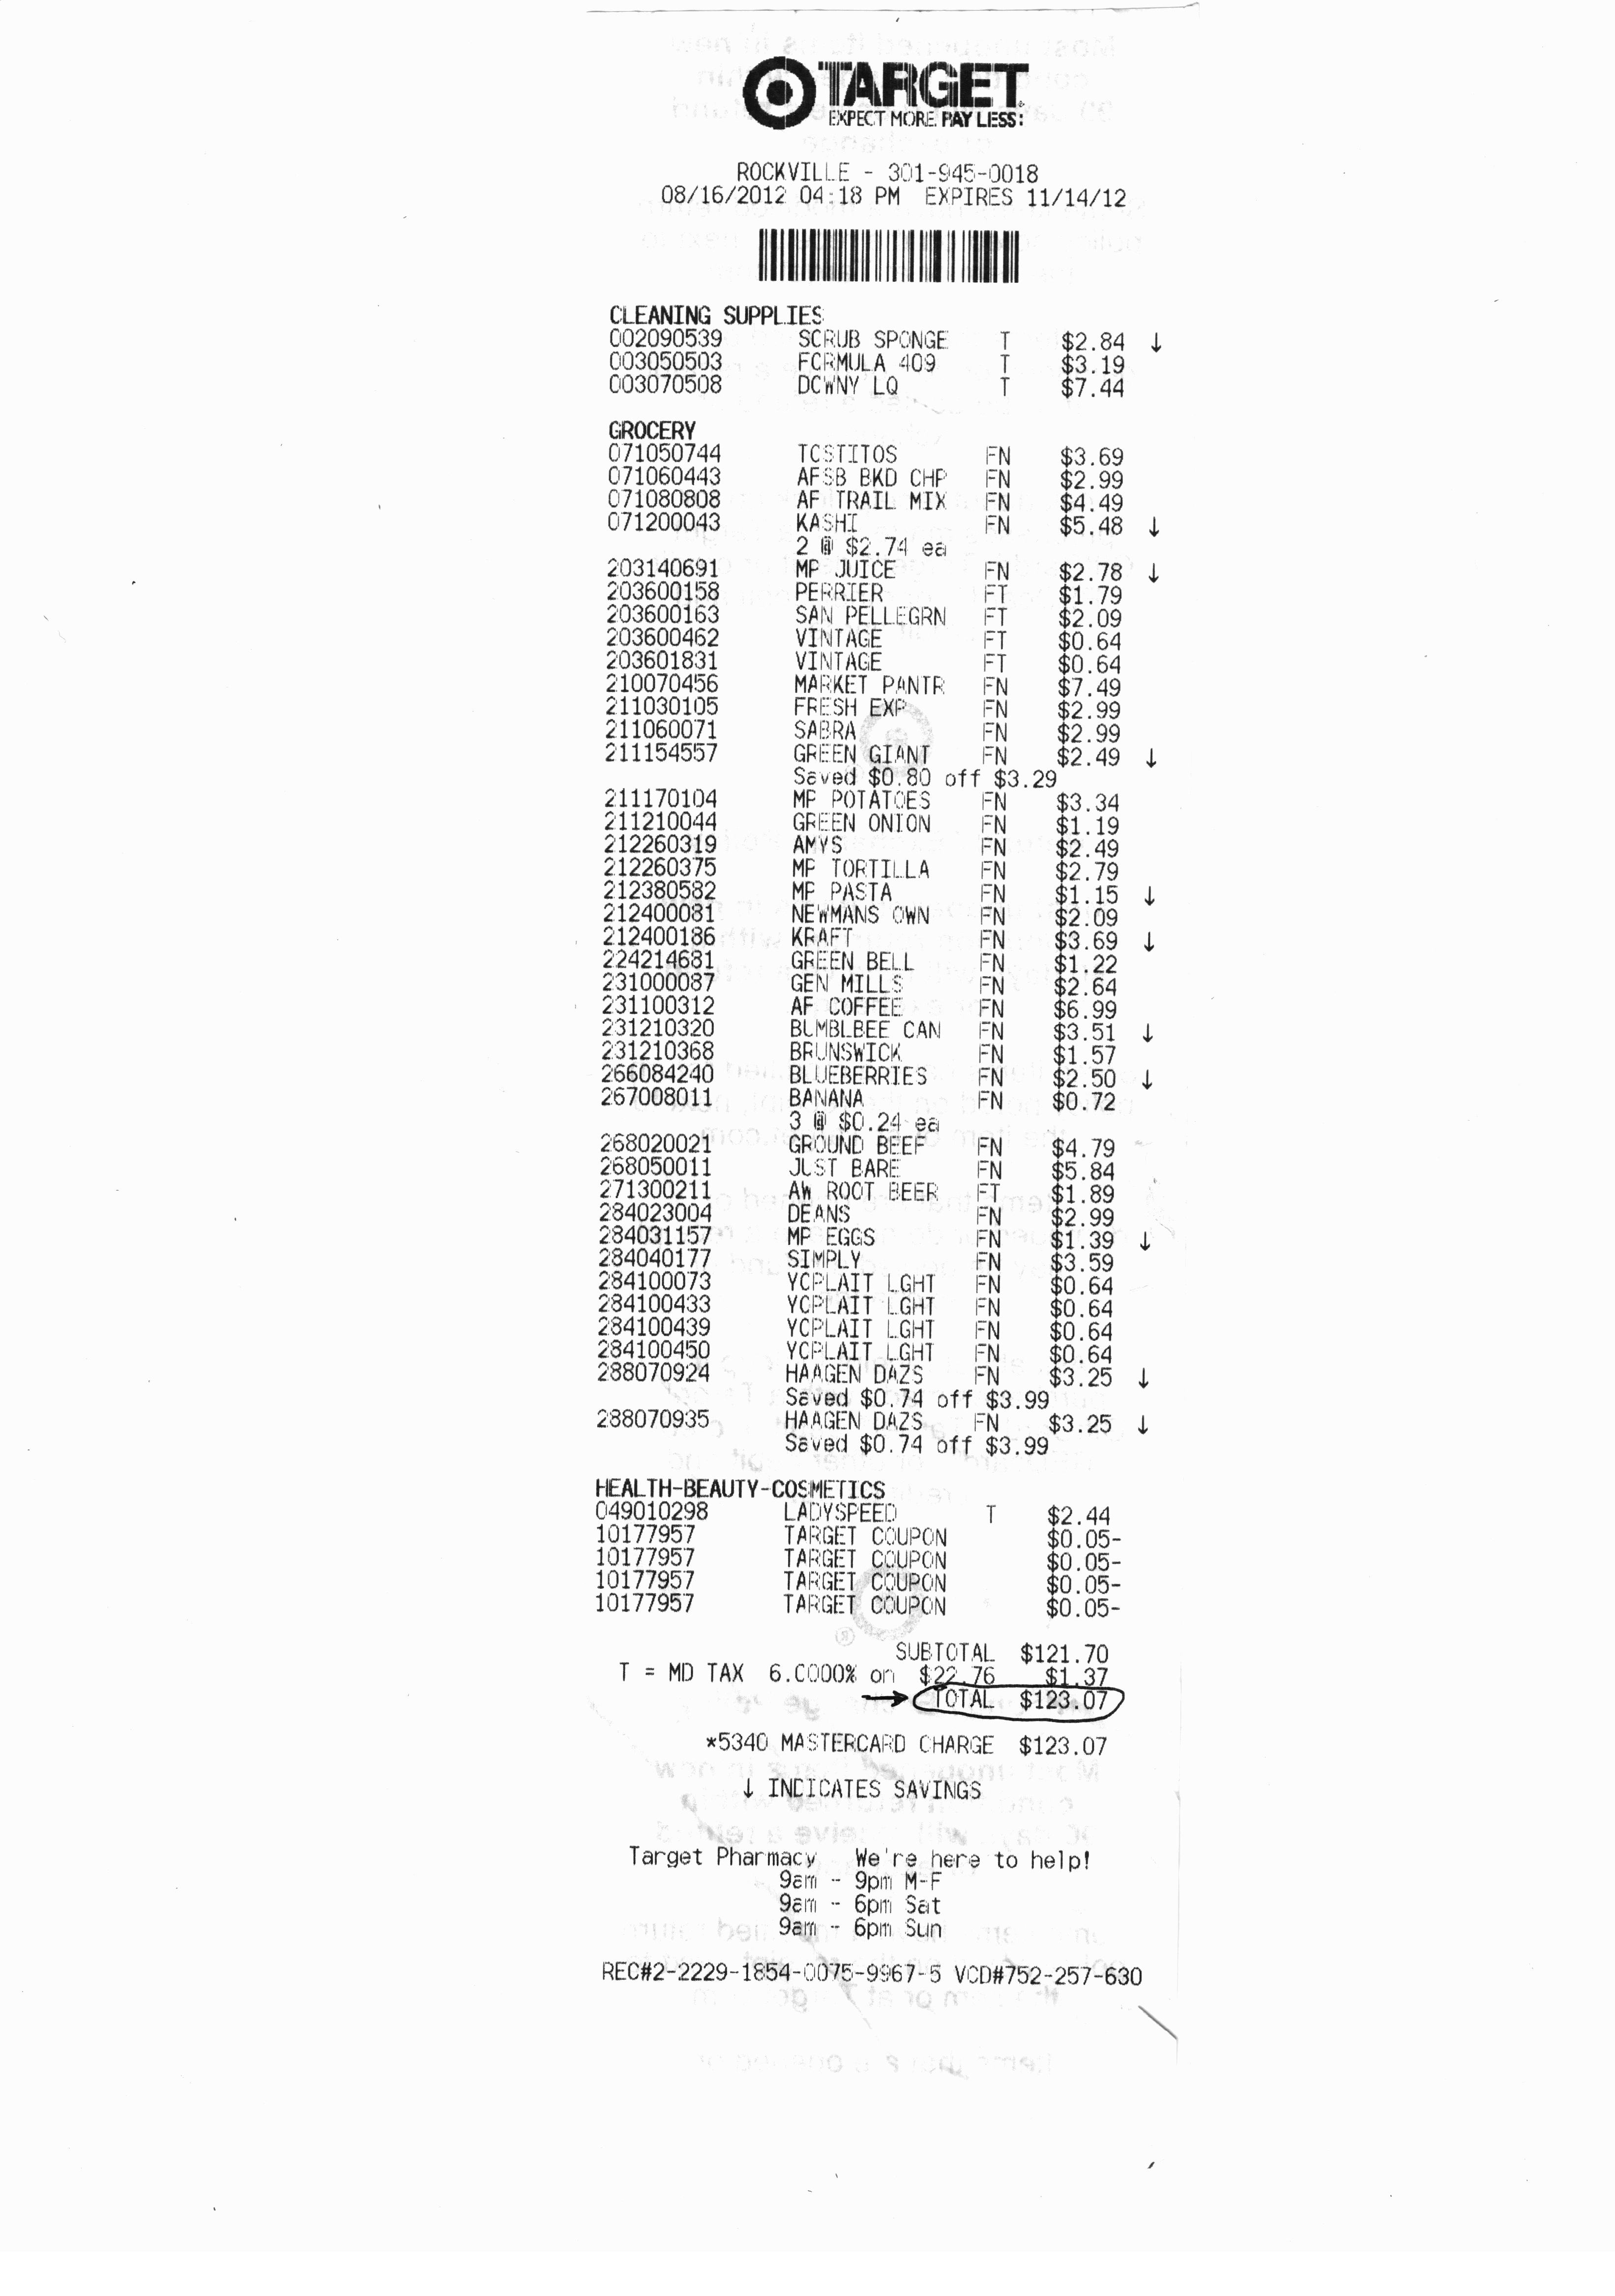 TARGET
EXPECT MORE. PAY LESS.
ROCKVILLE - 301-945-0018
08/16/2012 04:18 PM EXPIRES 11/14/12
CLEANING SUPPLIES
002090539 SCRUB SPONGE T $2.84 ↓
003050503 FORMULA 409 T $3.19
003070508 DOWNY LQ T $7.44
GROCERY
071050744 TOSTITOS FN $3.69
071060443 AFSB BKD CHP FN $2.99
071080808 AF TRAIL MIX FN $4.49
071200043 KASHI FN $5.48 ↓
2 @ $2.74 ea
203140691 MP JUICE FN $2.78 ↓
203600158 PERRIER FT $1.79
203600163 SAN PELLEGRN FT $2.09
203600462 VINTAGE FT $0.64
203601831 VINTAGE FT $0.64
210070456 MARKET PANTR FN $7.49
211030105 FRESH EXP FN $2.99
211060071 SABRA FN $2.99
211154557 GREEN GIANT FN $2.49 ↓
Saved $0.80 off $3.29
211170104 MP POTATOES FN $3.34
211210044 GREEN ONION FN $1.19
212260319 AMYS FN $2.49
212260375 MP TORTILLA FN $2.79
212380582 MP PASTA FN $1.15 ↓
212400081 NEWMANS OWN FN $2.09
212400186 KRAFT FN $3.69 ↓
224214681 GREEN BELL FN $1.22
231000087 GEN MILLS FN $2.64
231100312 AF COFFEE FN $6.99
231210320 BUMBLBEE CAN FN $3.51 ↓
231210368 BRUNSWICK FN $1.57
266084240 BLUEBERRIES FN $2.50 ↓
267008011 BANANA FN $0.72
3 @ $0.24 ea
268020021 GROUND BEEF FN $4.79
268050011 JUST BARE FN $5.84
271300211 AW ROOT BEER FT $1.89
284023004 DEANS FN $2.99
284031157 MP EGGS FN $1.39 ↓
284040177 SIMPLY FN $3.59
284100073 YOPLAIT LGHT FN $0.64
284100433 YOPLAIT LGHT FN $0.64
284100439 YOPLAIT LGHT FN $0.64
284100450 YOPLAIT LGHT FN $0.64
288070924 HAAGEN DAZS FN $3.25 ↓
Saved $0.74 off $3.99
288070935 HAAGEN DAZS FN $3.25 ↓
Saved $0.74 off $3.99
HEALTH-BEAUTY-COSMETICS
049010298 LADYSPEED T $2.44
10177957 TARGET COUPON $0.05-
10177957 TARGET COUPON $0.05-
10177957 TARGET COUPON $0.05-
10177957 TARGET COUPON $0.05-
SUBTOTAL $121.70
T = MD TAX 6.0000% on $22.76 $1.37
→ TOTAL $123.07
*5340 MASTERCARD CHARGE $123.07
↓ INDICATES SAVINGS
Target Pharmacy We're here to help!
9am - 9pm M-F
9am - 6pm Sat
9am - 6pm Sun
REC#2-2229-1854-0075-9967-5 VCD#752-257-630